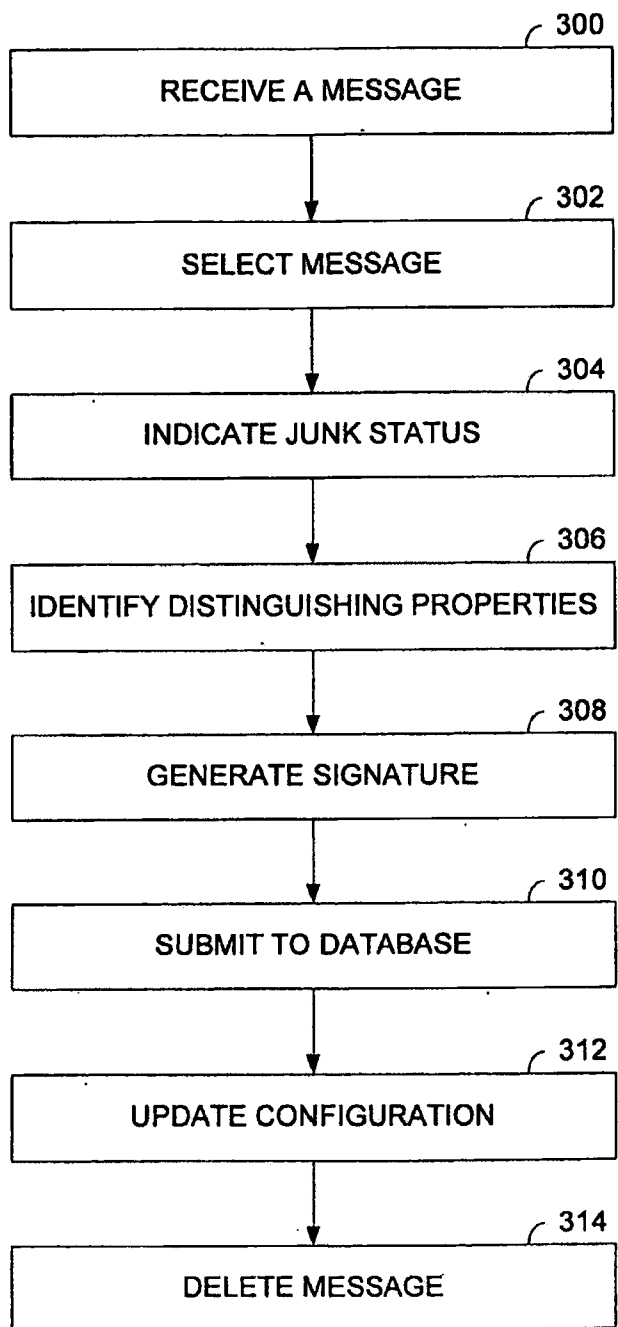 300
RECEIVE A MESSAGE
302
SELECT MESSAGE
304
INDICATE JUNK STATUS
306
IDENTIFY DISTINGUISHING PROPERTIES
308
GENERATE SIGNATURE
310
SUBMIT TO DATABASE
312
UPDATE CONFIGURATION
314
DELETE MESSAGE